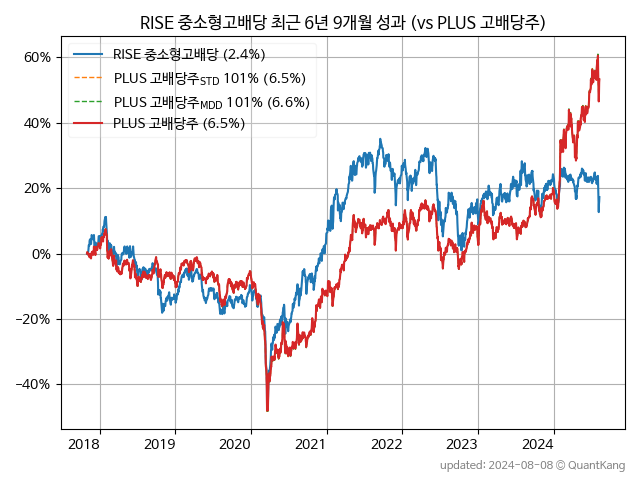 RISE 중소형고배당 최근 6년 9개월 성과 (vs PLUS 고배당주)
RISE 중소형고배당 (2.4%)
PLUS 고배당주STD 101% (6.5%)
PLUS 고배당주MDD 101% (6.6%)
PLUS 고배당주 (6.5%)
60%
40%
20%
0%
−20%
−40%
2018 2019 2020 2021 2022 2023 2024
updated: 2024-08-08 © QuantKang